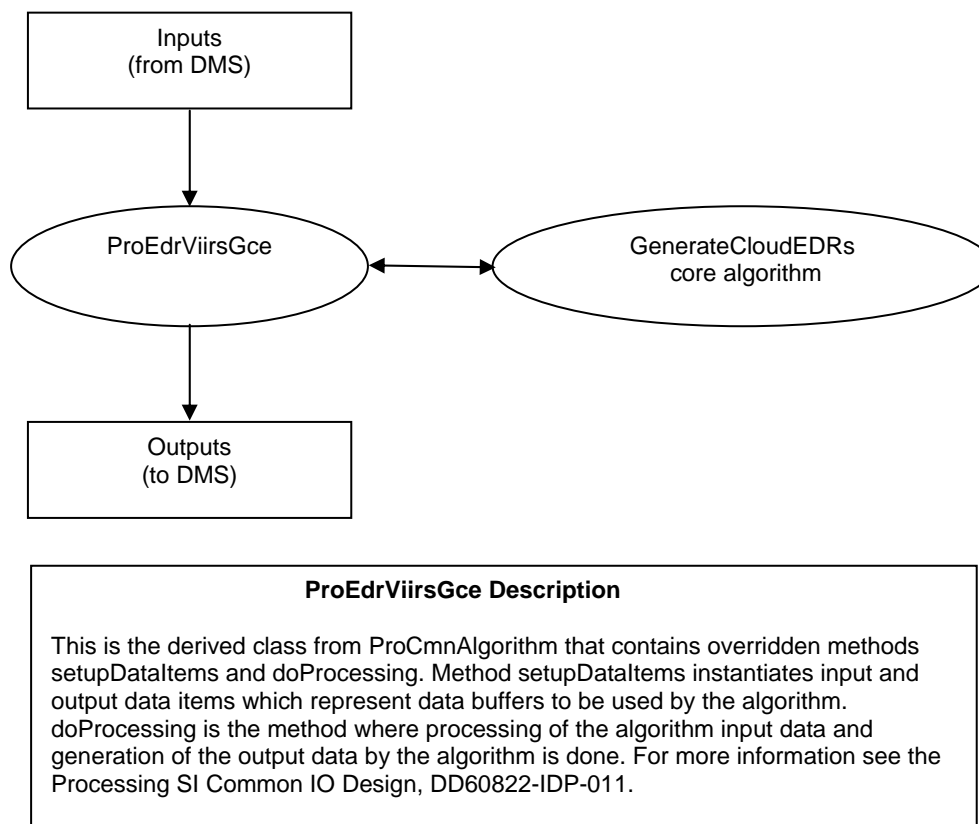 Inputs
(from DMS)
ProEdrViirsGce
GenerateCloudEDRs
core algorithm
Outputs
(to DMS)
ProEdrViirsGce Description
This is the derived class from ProCmnAlgorithm that contains overridden methods
setupDataItems and doProcessing. Method setupDataItems instantiates input and
output data items which represent data buffers to be used by the algorithm.
doProcessing is the method where processing of the algorithm input data and
generation of the output data by the algorithm is done. For more information see the
Processing SI Common IO Design, DD60822-IDP-011.